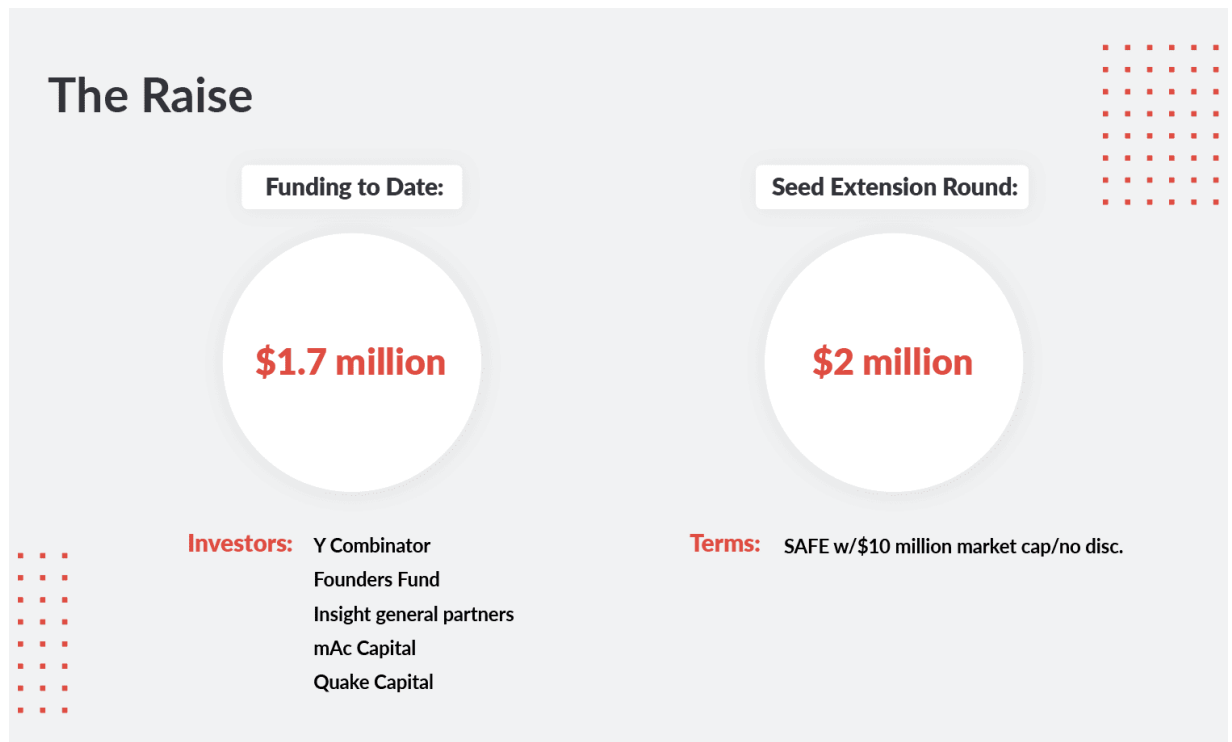 The Raise
Funding to Date:
$1.7 million
Investors: Y Combinator
Founders Fund
Insight general partners
mAc Capital
Quake Capital
Seed Extension Round:
$2 million
Terms: SAFE w/$10 million market cap/no disc.